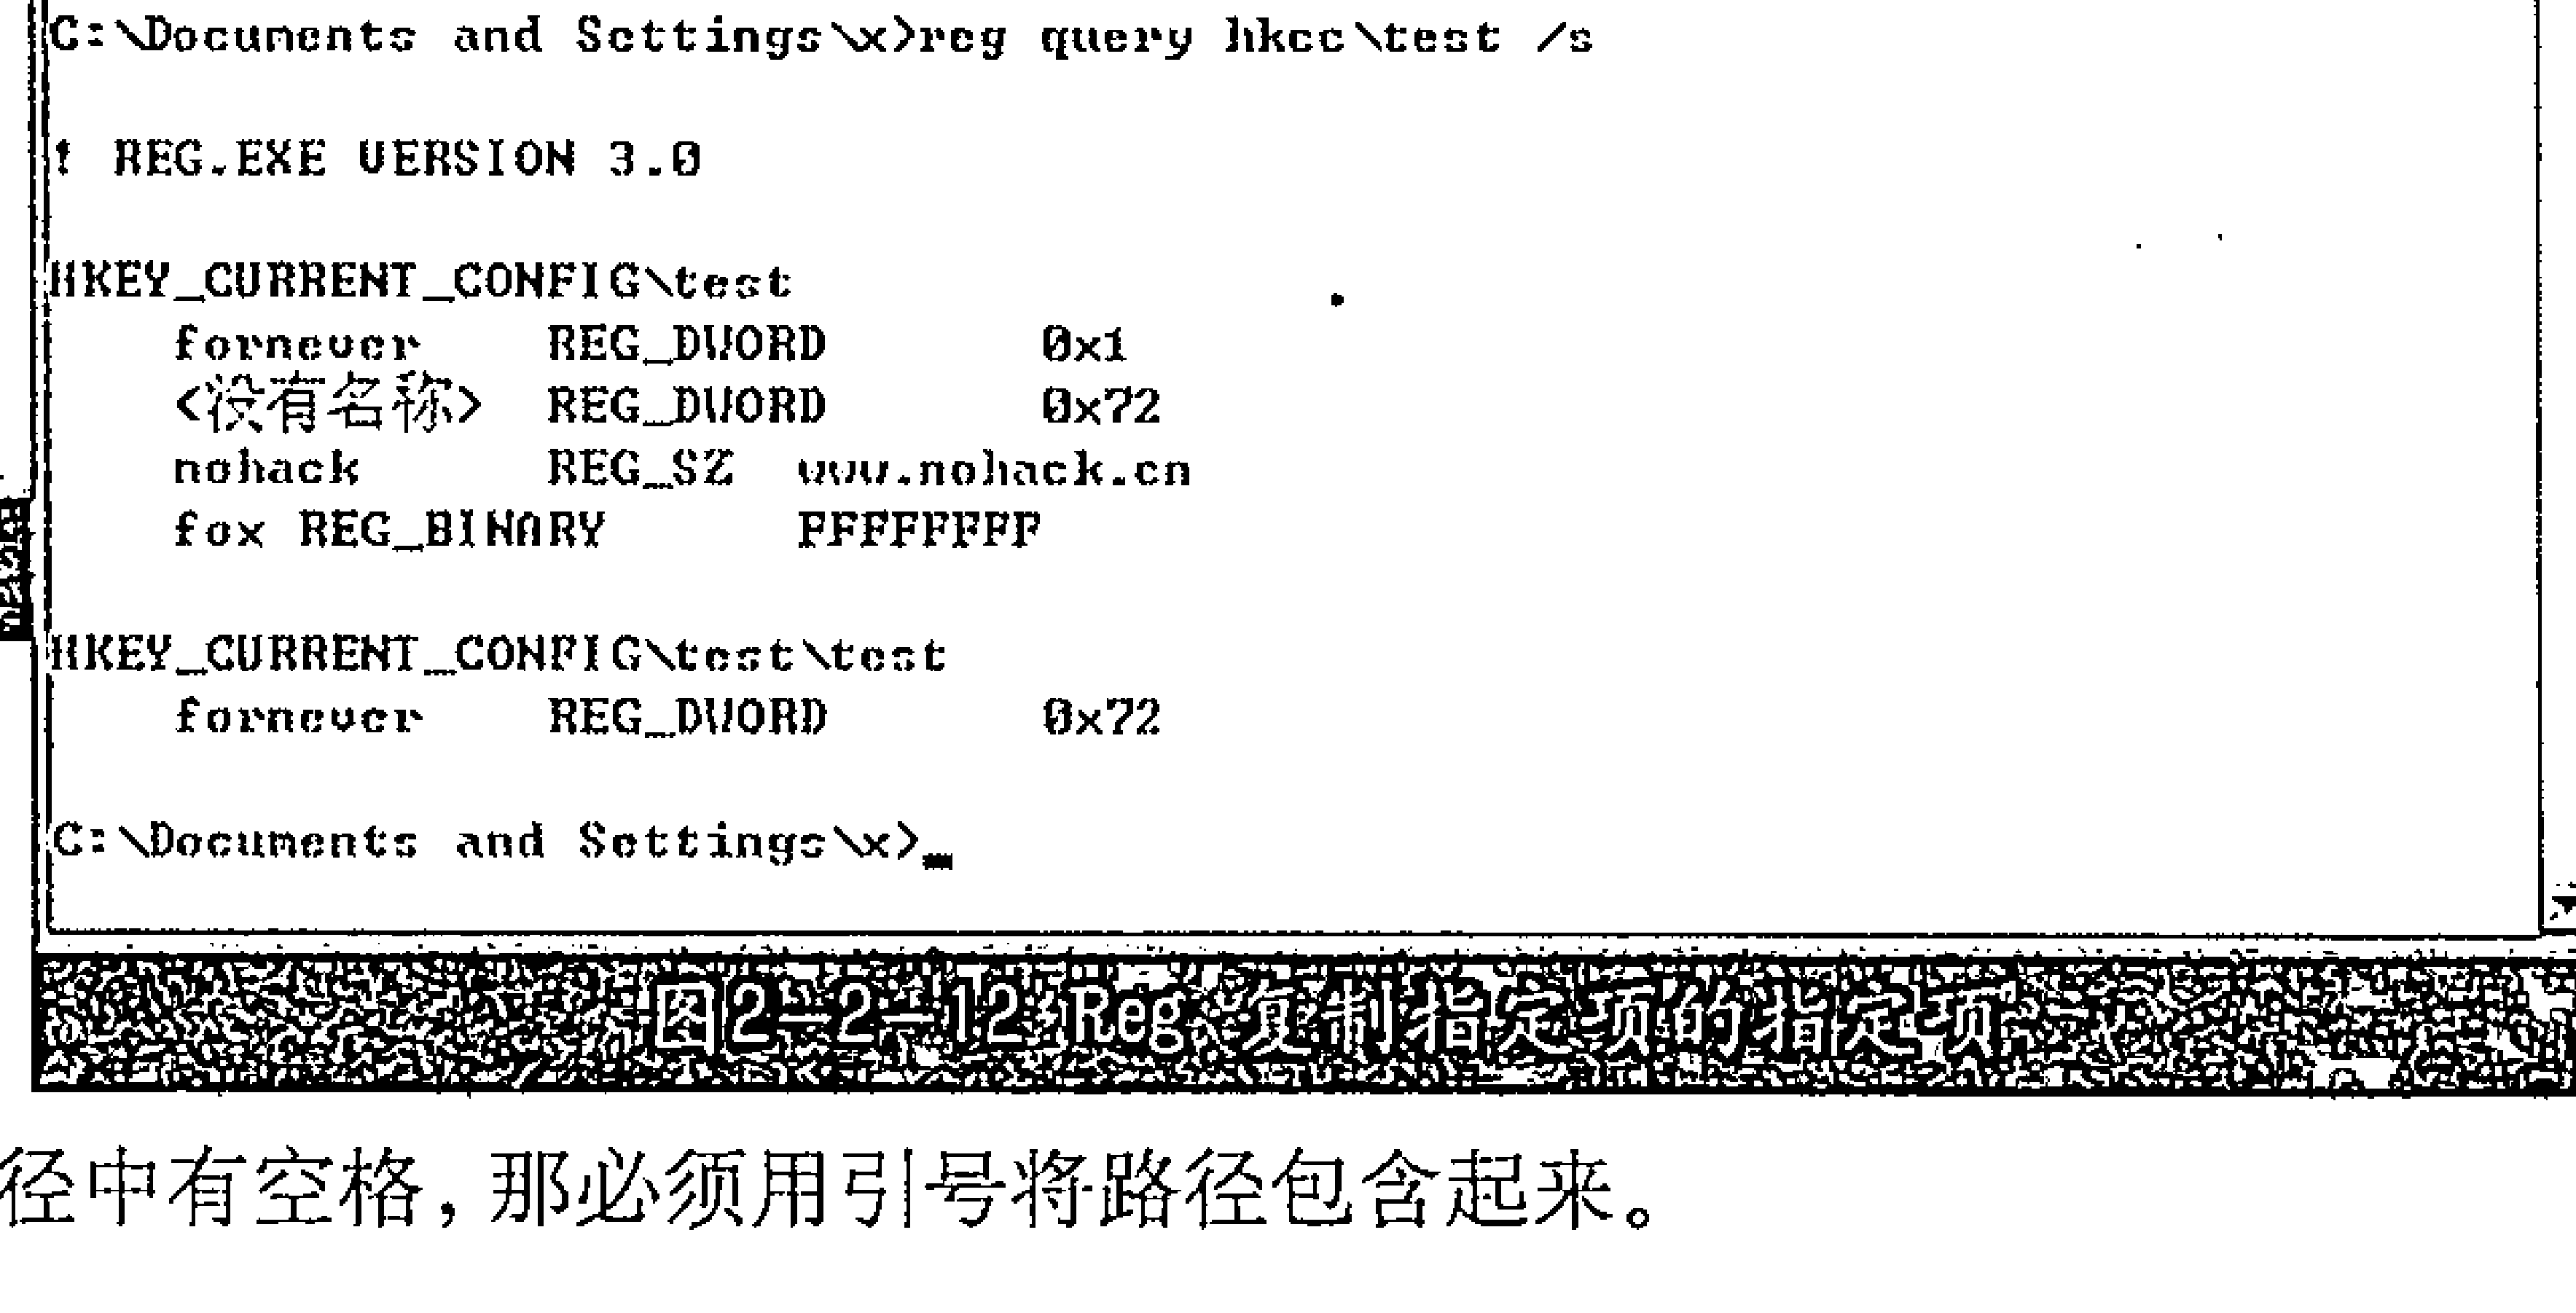 C:\Documents and Settings\x>reg query hkcc\test /s
! REG.EXE VERSION 3.0
HKEY_CURRENT_CONFIG\test
fornever REG_DWORD 0x1
<没有名称> REG_DWORD 0x72
nohack REG_SZ www.nohack.cn
fox REG_BINARY FFFFFFFF
HKEY_CURRENT_CONFIG\test\test
fornever REG_DWORD 0x72
C:\Documents and Settings\x>_
图2-2-12 Reg 复制指定项的指定项
径中有空格，那必须用引号将路径包含起来。